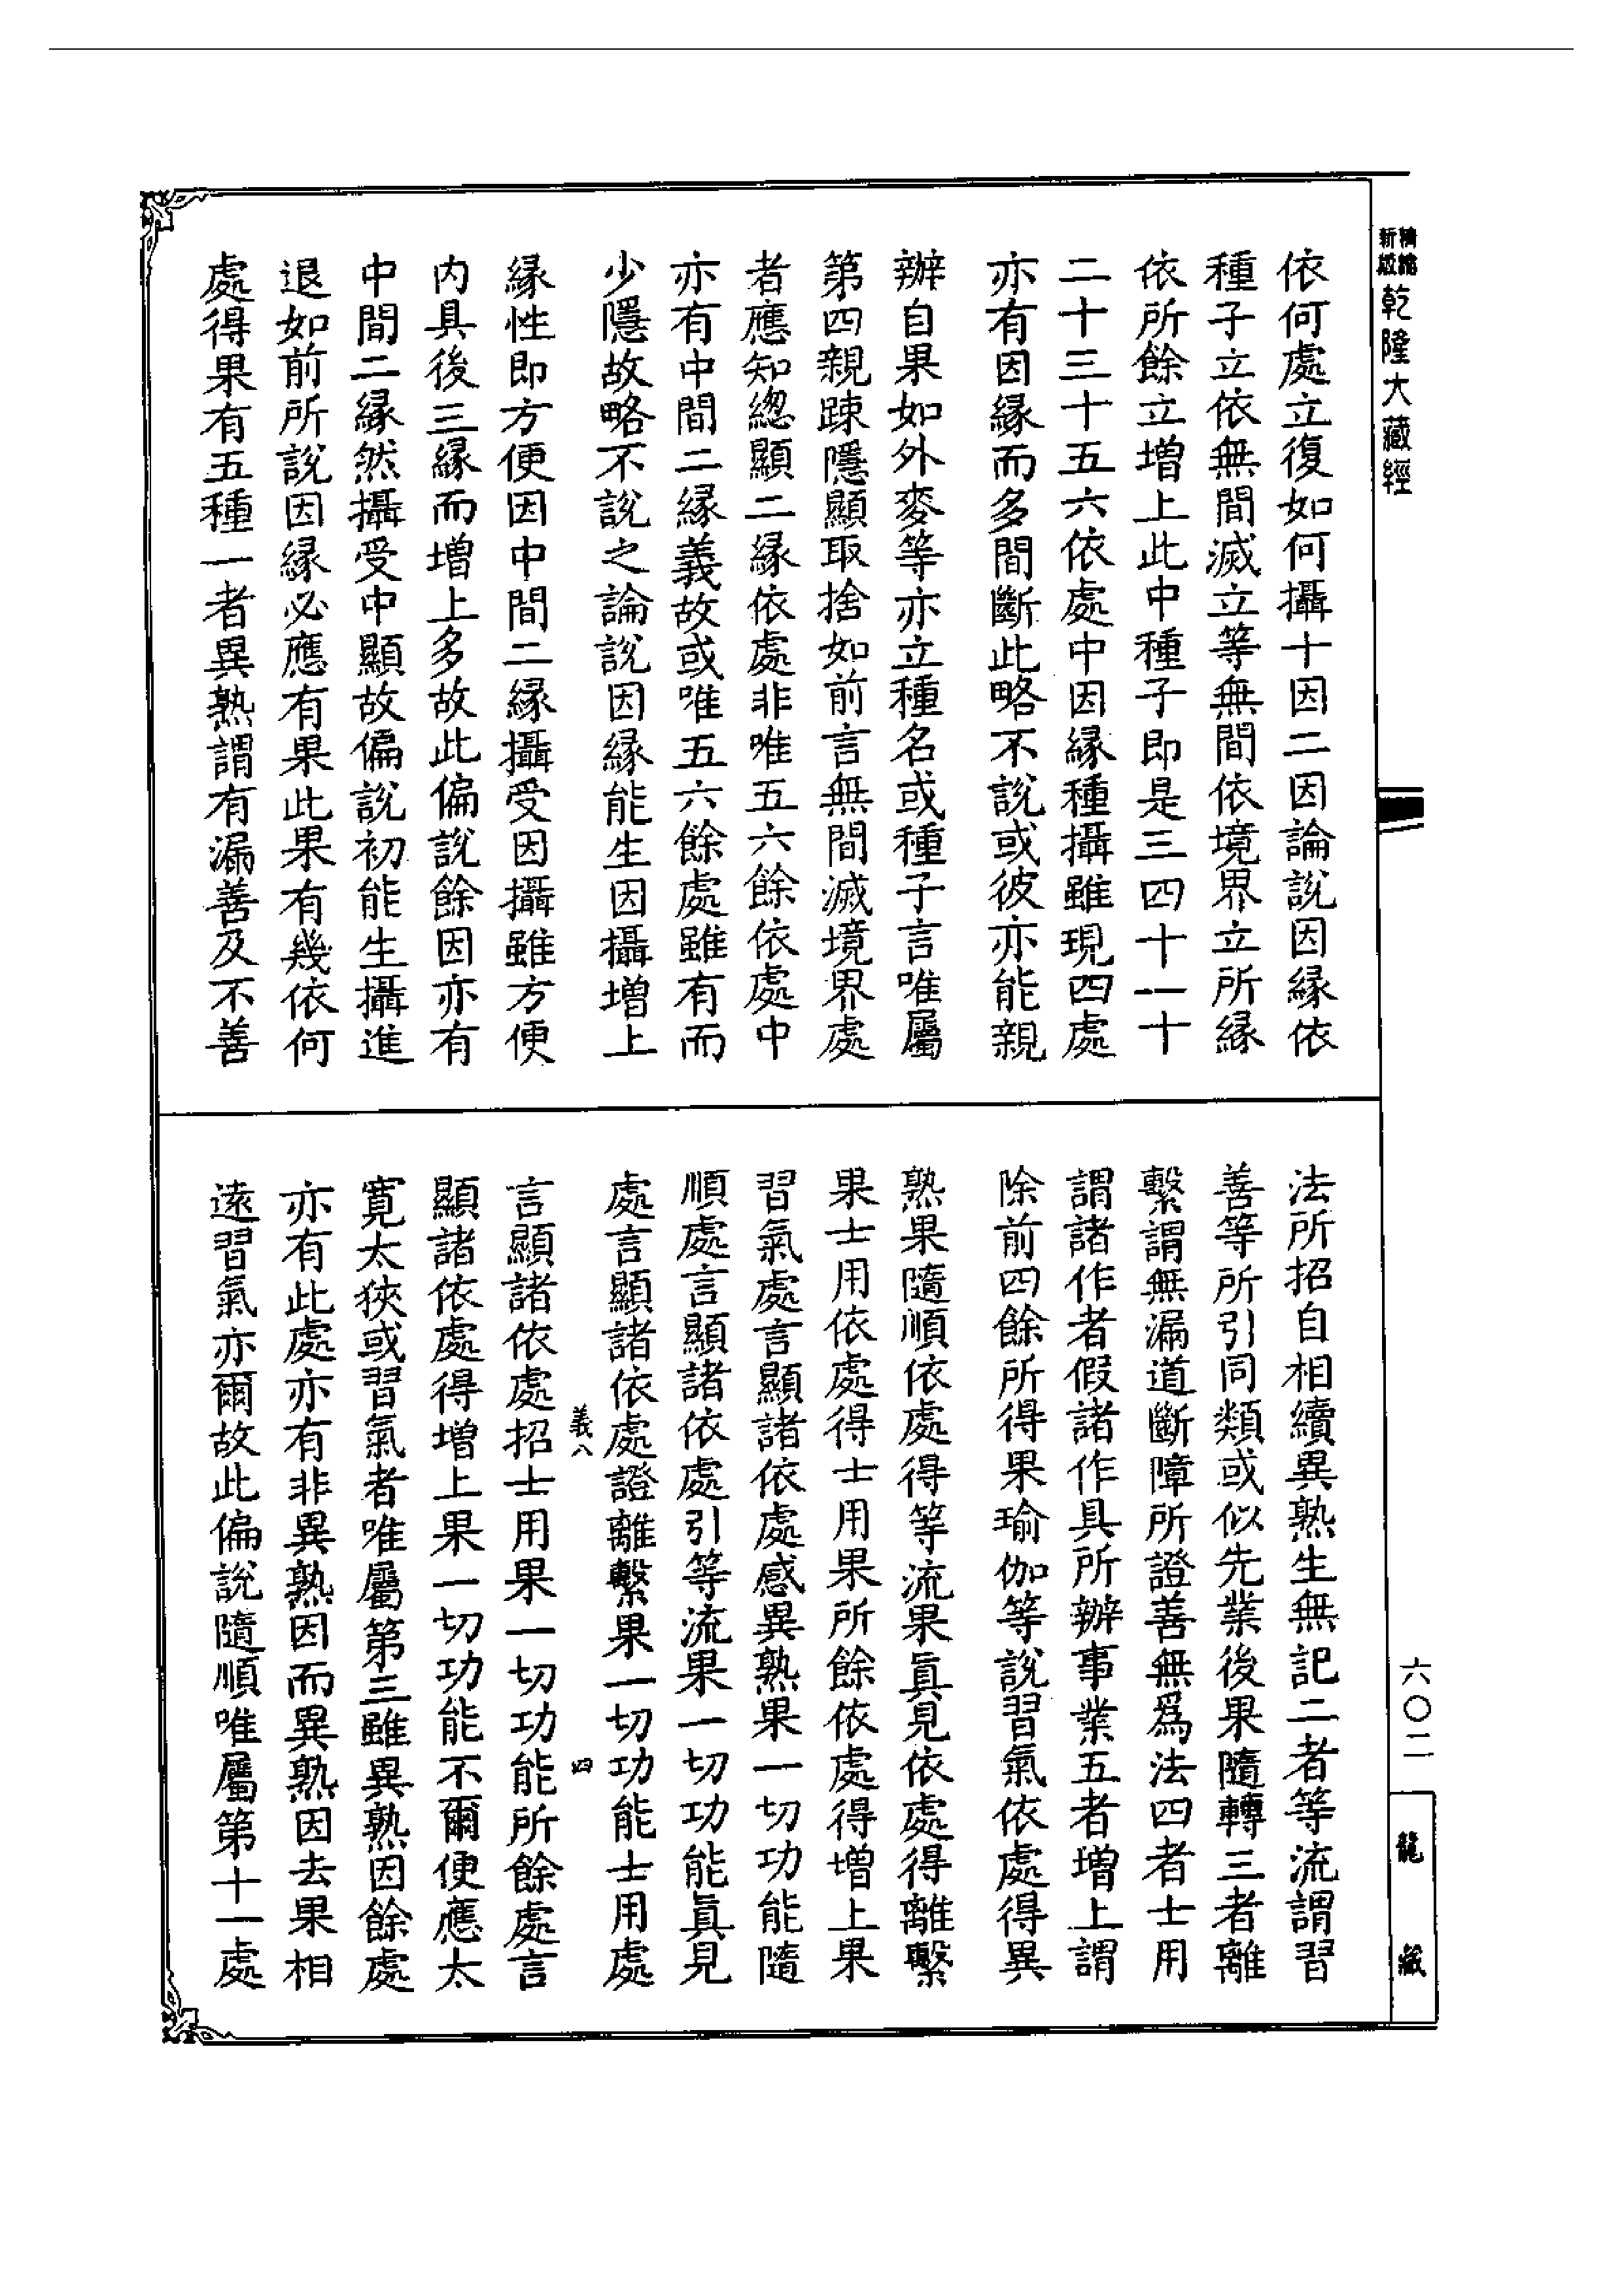 精縮新版乾隆大藏經
依何處立復如何攝十因二因論說因縁依
種子立依無間滅立等無間依境界立所縁
依所餘立增上此中種子即是三四十一十
二十三十五六依處中因縁種攝雖現四處
亦有因縁而多間斷此略不說或彼亦能親
辦自果如外麥等亦立種名或種子言唯屬
第四親踈隱顯取捨如前言無間滅境界處
者應知緫顯二縁依處非唯五六餘依處中
亦有中間二縁義故或唯五六餘處雖有而
少隱故略不說之論說因縁能生因攝增上
縁性即方便因中間二縁攝受因攝雖方便
内具後三縁而增上多故此偏說餘因亦有
中間二縁然攝受中顯故偏說初能生攝進
退如前所說因縁必應有果此果有幾依何
處得果有五種一者異熟謂有漏善及不善
法所招自相續異熟生無記二者等流謂習
善等所引同類或似先業後果隨轉三者離
繫謂無漏道斷障所證善無爲法四者士用
謂諸作者假諸作具所辦事業五者增上謂
除前四餘所得果瑜伽等說習氣依處得異
熟果隨順依處得等流果眞見依處得離繫
果士用依處得士用果所餘依處得增上果
習氣處言顯諸依處感異熟果一切功能隨
順處言顯諸依處引等流果一切功能眞見
處言顯諸依處證離繫果一切功能士用處
義八 四
言顯諸依處招士用果一切功能所餘處言
顯諸依處得增上果一切功能不爾便應太
寬太狹或習氣者唯屬第三雖異熟因餘處
亦有此處亦有非異熟因而異熟因去果相
遠習氣亦爾故此偏說隨順唯屬第十一處
六〇二
龍藏